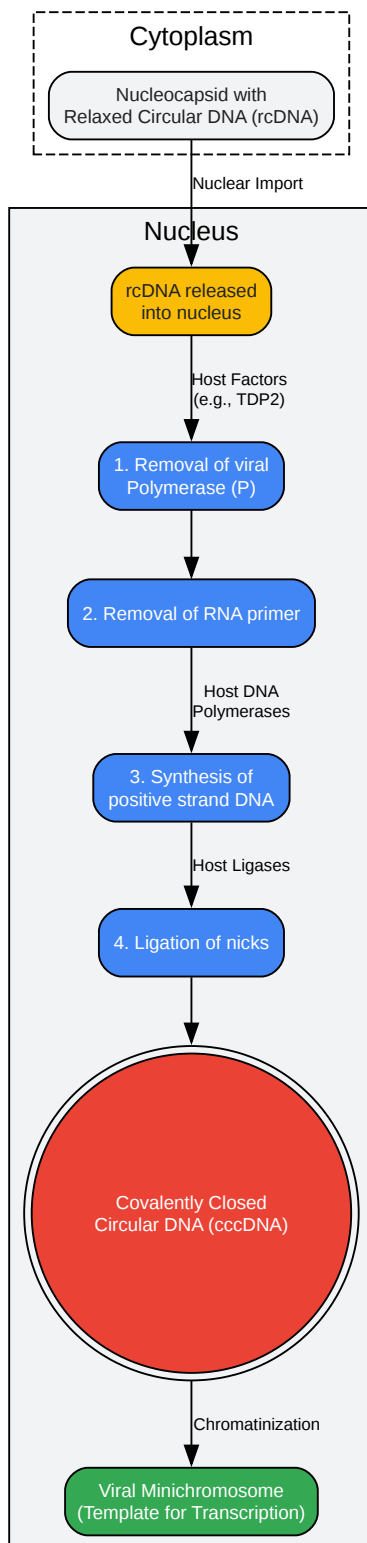 Cytoplasm
Nucleocapsid with
Relaxed Circular DNA (rcDNA)
Nuclear Import
Nucleus
rcDNA released
into nucleus
Host Factors
(e.g., TDP2)
1. Removal of viral
Polymerase (P)
2. Removal of RNA primer
Host DNA
Polymerases
3. Synthesis of
positive strand DNA
Host Ligases
4. Ligation of nicks
Covalently Closed
Circular DNA (cccDNA)
Chromatinization
Viral Minichromosome
(Template for Transcription)